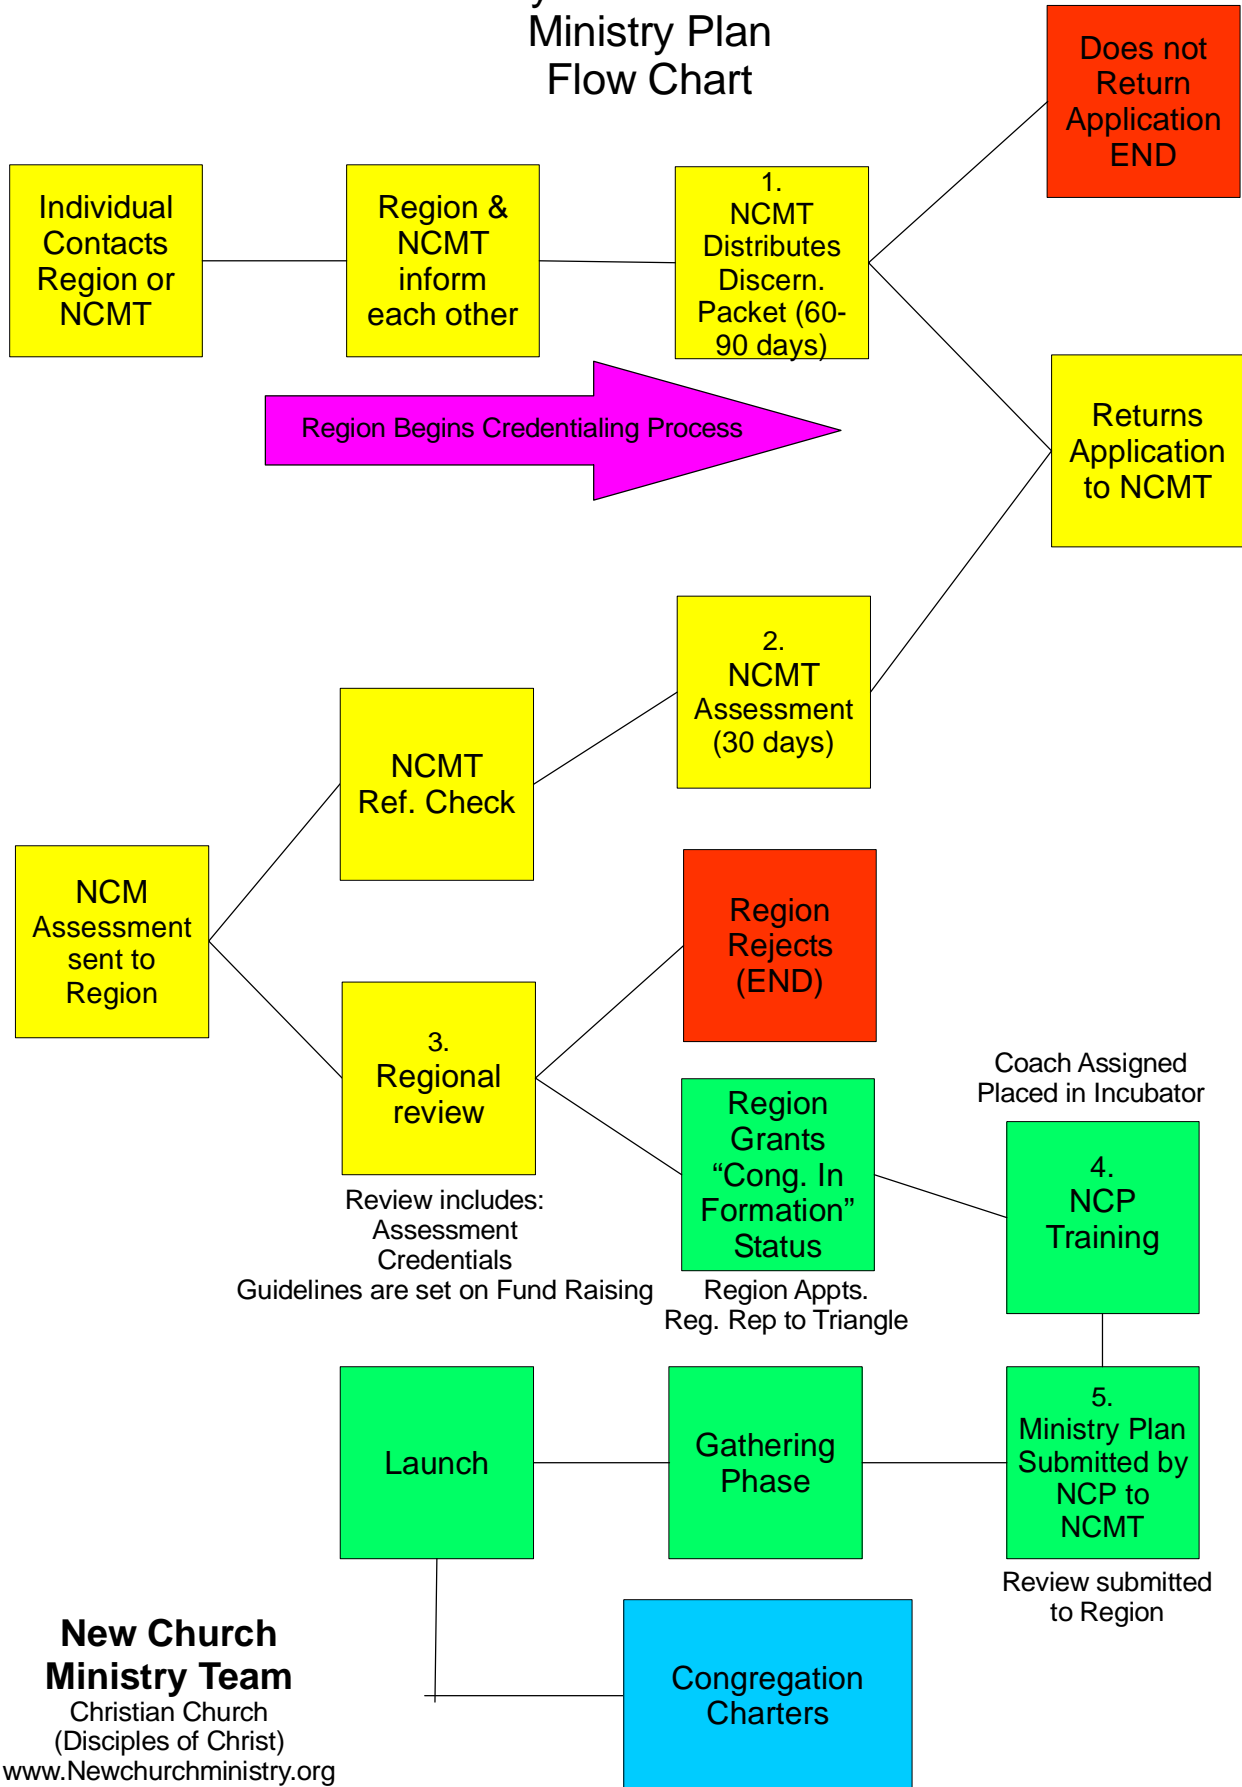 Ministry Plan
Flow Chart
Does not
Return
Application
END
Individual
Contacts
Region or
NCMT
Region &
NCMT
inform
each other
1.
NCMT
Distributes
Discern.
Packet (60-
90 days)
Region Begins Credentialing Process
Returns
Application
to NCMT
2.
NCMT
Assessment
(30 days)
NCMT
Ref. Check
NCM
Assessment
sent to
Region
Region
Rejects
(END)
3.
Regional
review
Review includes:
Assessment
Credentials
Guidelines are set on Fund Raising
Region
Grants
“Cong. In
Formation”
Status
Region Appts.
Reg. Rep to Triangle
Coach Assigned
Placed in Incubator
4.
NCP
Training
5.
Ministry Plan
Submitted by
NCP to
NCMT
Review submitted
to Region
Gathering
Phase
Launch
Congregation
Charters
New Church
Ministry Team
Christian Church
(Disciples of Christ)
www.Newchurchministry.org